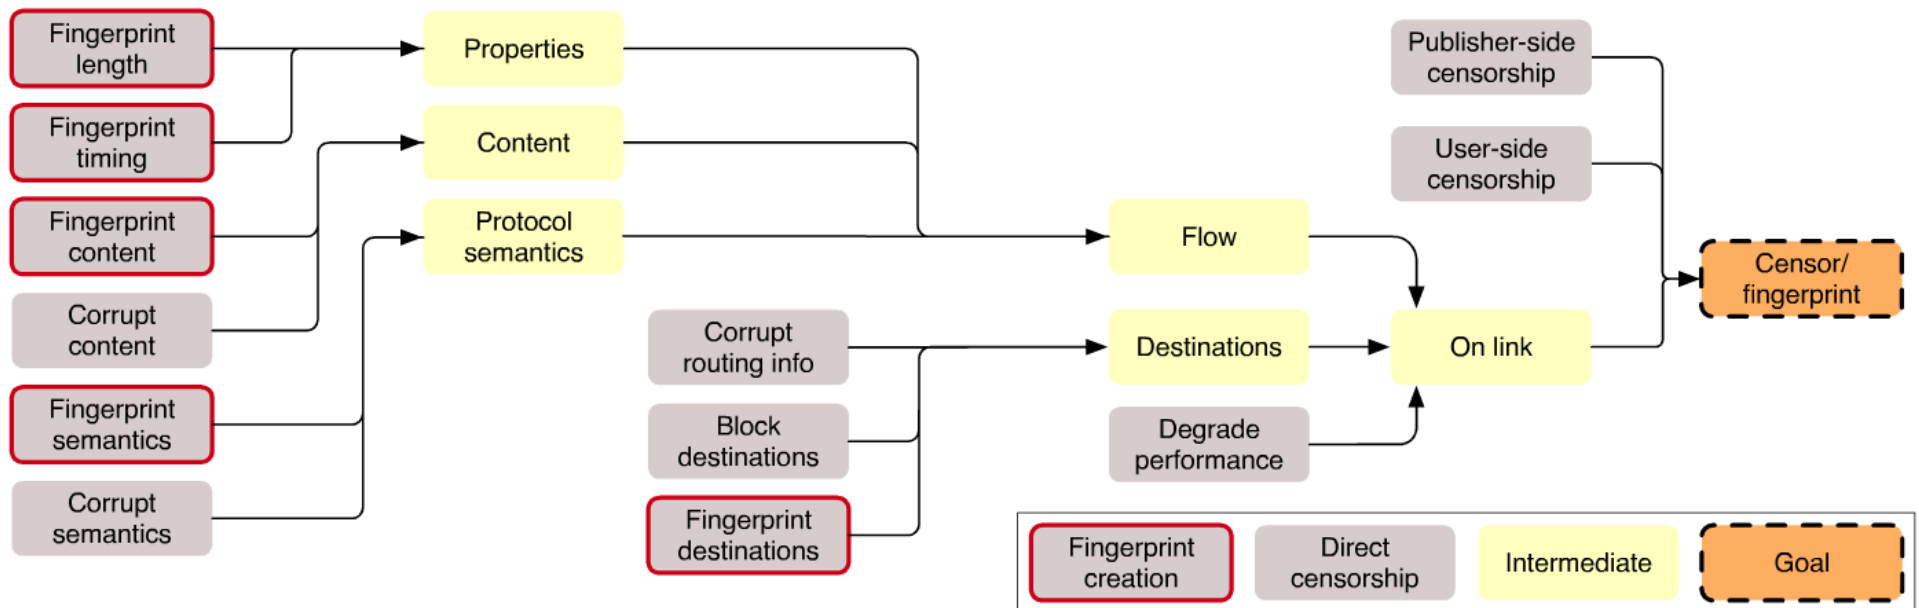 Fingerprint
length
Fingerprint
timing
Fingerprint
content
Corrupt
content
Fingerprint
semantics
Corrupt
semantics
Properties
Content
Protocol
semantics
Corrupt
routing info
Block
destinations
Fingerprint
destinations
Flow
Destinations
Degrade
performance
Publisher-side
censorship
User-side
censorship
On link
Censor/
fingerprint
Fingerprint
creation
Direct
censorship
Intermediate
Goal